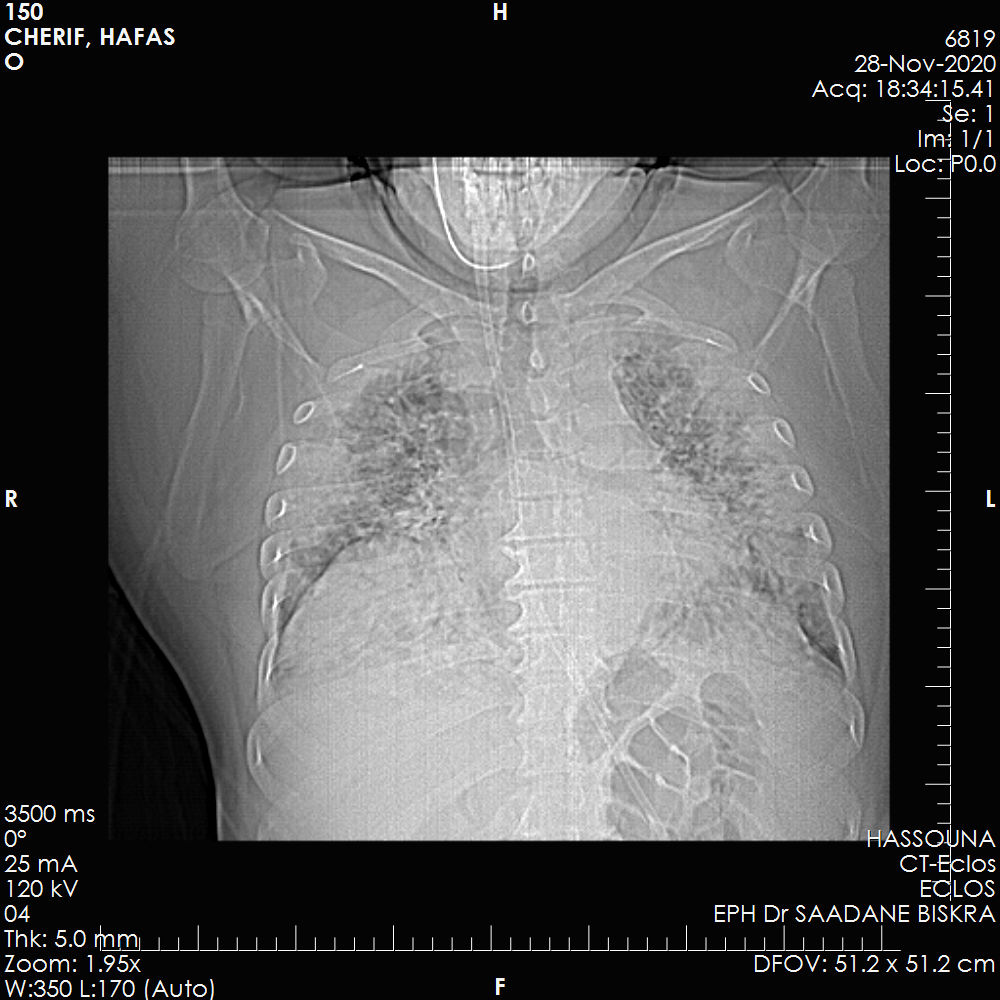 150
CHERIF, HAFAS
O
H
6819
28-Nov-2020
Acq: 18:34:15.41
Se: 1
Im: 1/1
Loc: P0.0
R
L
3500 ms
0°
25 mA
120 kV
04
Thk: 5.0 mm
Zoom: 1.95x
W:350 L:170 (Auto)
F
HASSOUNA
CT-Eclos
ECLOS
EPH Dr SAADANE BISKRA
DFOV: 51.2 x 51.2 cm